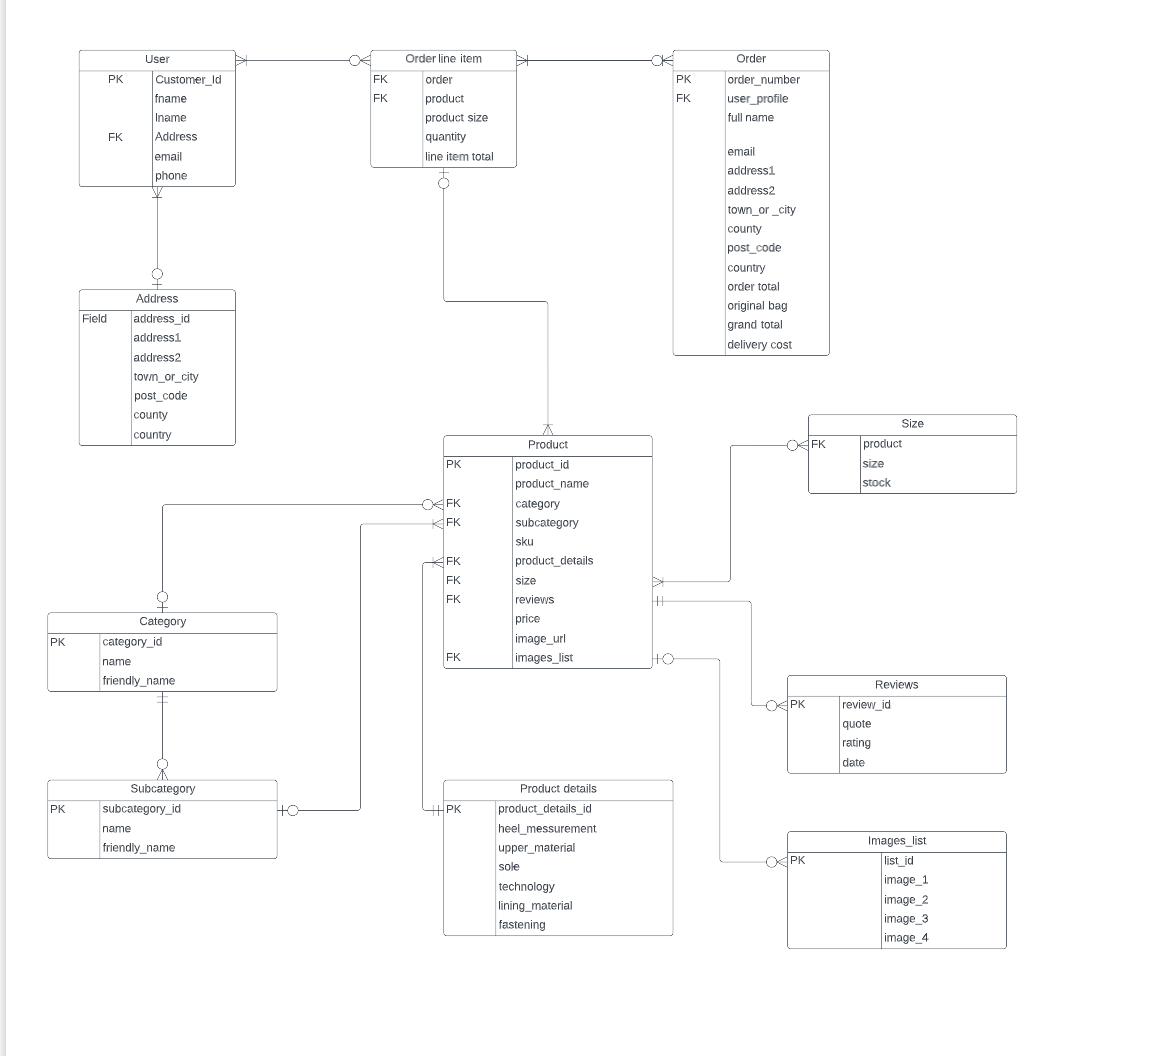 User
PK Customer_Id
fname
lname
FK Address
email
phone
Order line item
FK order
FK product
product size
quantity
line item total
Order
PK order_number
FK user_profile
full name
email
address1
address2
town_or _city
county
post_code
country
order total
original bag
grand total
delivery cost
Address
Field address_id
address1
address2
town_or_city
post_code
county
country
Product
PK product_id
product_name
FK category
FK subcategory
sku
FK product_details
FK size
FK reviews
price
image_url
FK images_list
Size
FK product
size
stock
Category
PK category_id
name
friendly_name
Reviews
PK review_id
quote
rating
date
Subcategory
PK subcategory_id
name
friendly_name
Product details
PK product_details_id
heel_messurement
upper_material
sole
technology
lining_material
fastening
Images_list
PK list_id
image_1
image_2
image_3
image_4